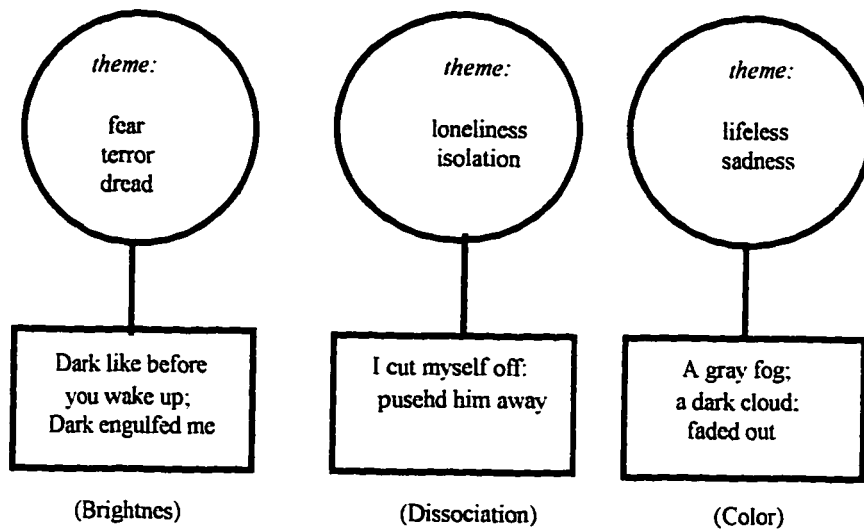 theme:
fear
terror
dread
theme:
loneliness
isolation
theme:
lifeless
sadness
Dark like before
you wake up;
Dark engulfed me
I cut myself off:
pusehd him away
A gray fog;
a dark cloud:
faded out
(Brightnes)
(Dissociation)
(Color)